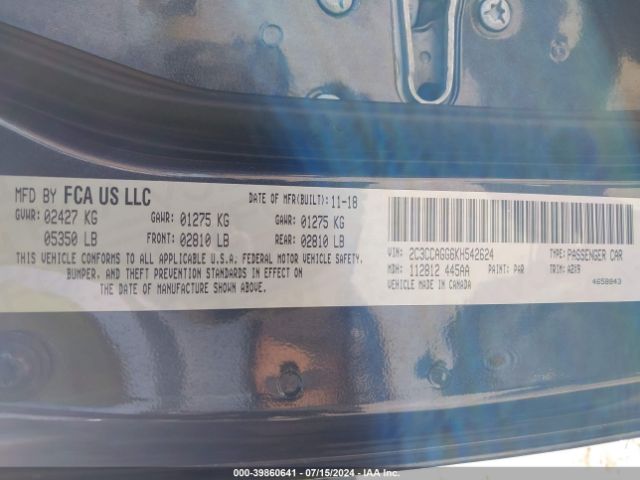 MFD BY FCA US LLC DATE OF MFR(BUILT): 11-18
GVWR: 02427 KG GAWR: 01275 KG GAWR: 01275 KG
05350 LB FRONT: 02810 LB REAR: 02810 LB
THIS VEHICLE CONFORMS TO ALL APPLICABLE U.S.A. FEDERAL MOTOR VEHICLE SAFETY,
BUMPER, AND THEFT PREVENTION STANDARDS IN EFFECT ON
THE DATE OF MANUFACTURE SHOWN ABOVE.
VIN: 2C3CCAGG6KH542624 TYPE: PASSENGER CAR
MDH: 112812 445AA PAINT: PAR TRIM: A2X9
VEHICLE MADE IN CANADA 4658843
000-39860641 - 07/15/2024 - IAA Inc.